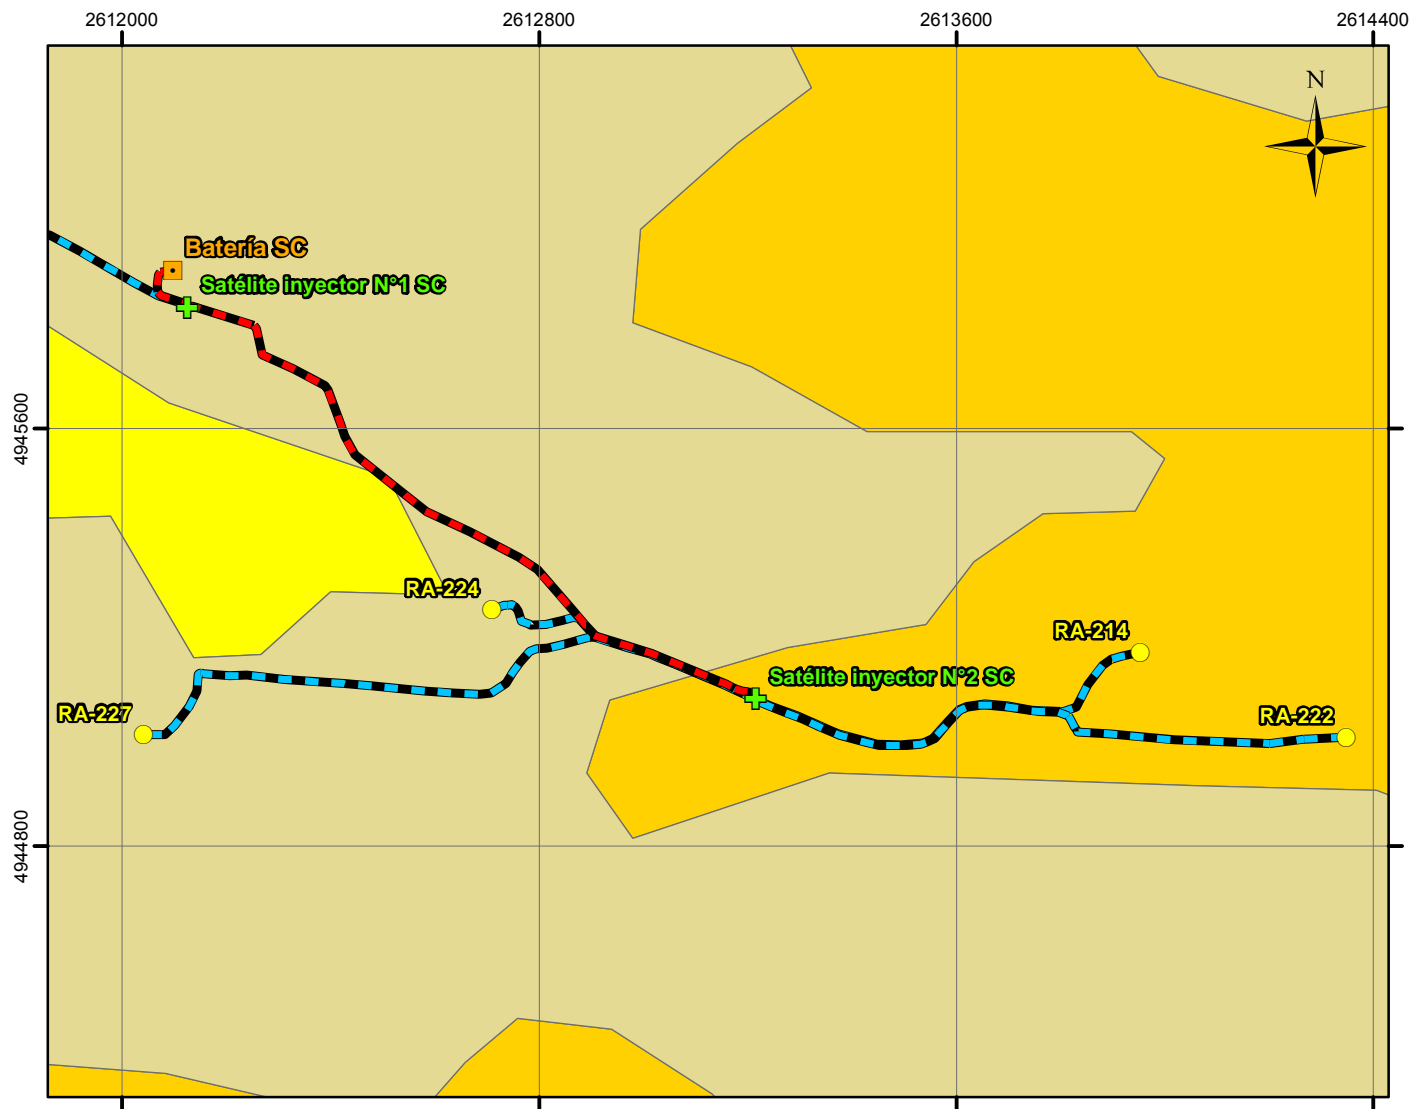 2612000
2612800
2613600
2614400
N
Batería SC
Satélite inyector N°1 SC
4945600
RA-224
RA-214
Satélite inyector N°2 SC
RA-227
RA-222
4944800